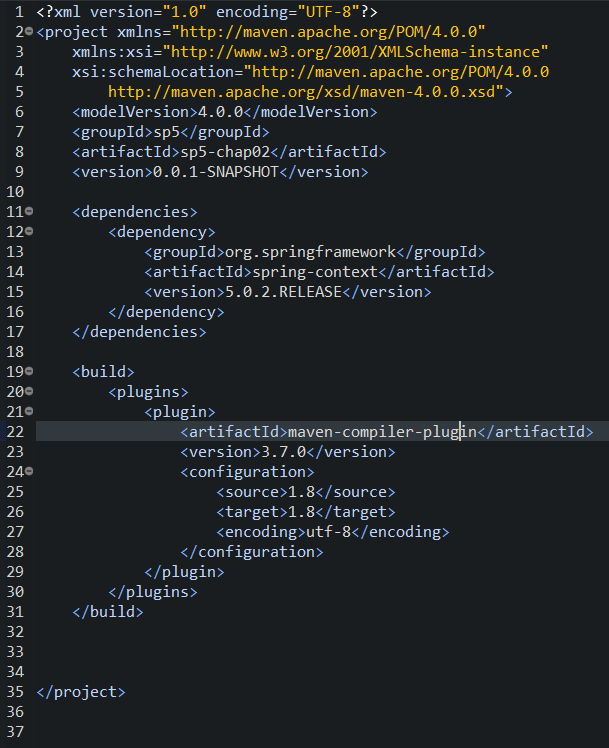 1 <?xml version="1.0" encoding="UTF-8"?>
2 <project xmlns="http://maven.apache.org/POM/4.0.0"
3     xmlns:xsi="http://www.w3.org/2001/XMLSchema-instance"
4     xsi:schemaLocation="http://maven.apache.org/POM/4.0.0
5         http://maven.apache.org/xsd/maven-4.0.0.xsd">
6     <modelVersion>4.0.0</modelVersion>
7     <groupId>sp5</groupId>
8     <artifactId>sp5-chap02</artifactId>
9     <version>0.0.1-SNAPSHOT</version>
10
11     <dependencies>
12         <dependency>
13             <groupId>org.springframework</groupId>
14             <artifactId>spring-context</artifactId>
15             <version>5.0.2.RELEASE</version>
16         </dependency>
17     </dependencies>
18
19     <build>
20         <plugins>
21             <plugin>
22                 <artifactId>maven-compiler-plugin</artifactId>
23                 <version>3.7.0</version>
24                 <configuration>
25                     <source>1.8</source>
26                     <target>1.8</target>
27                     <encoding>utf-8</encoding>
28                 </configuration>
29             </plugin>
30         </plugins>
31     </build>
32
33
34
35 </project>
36
37